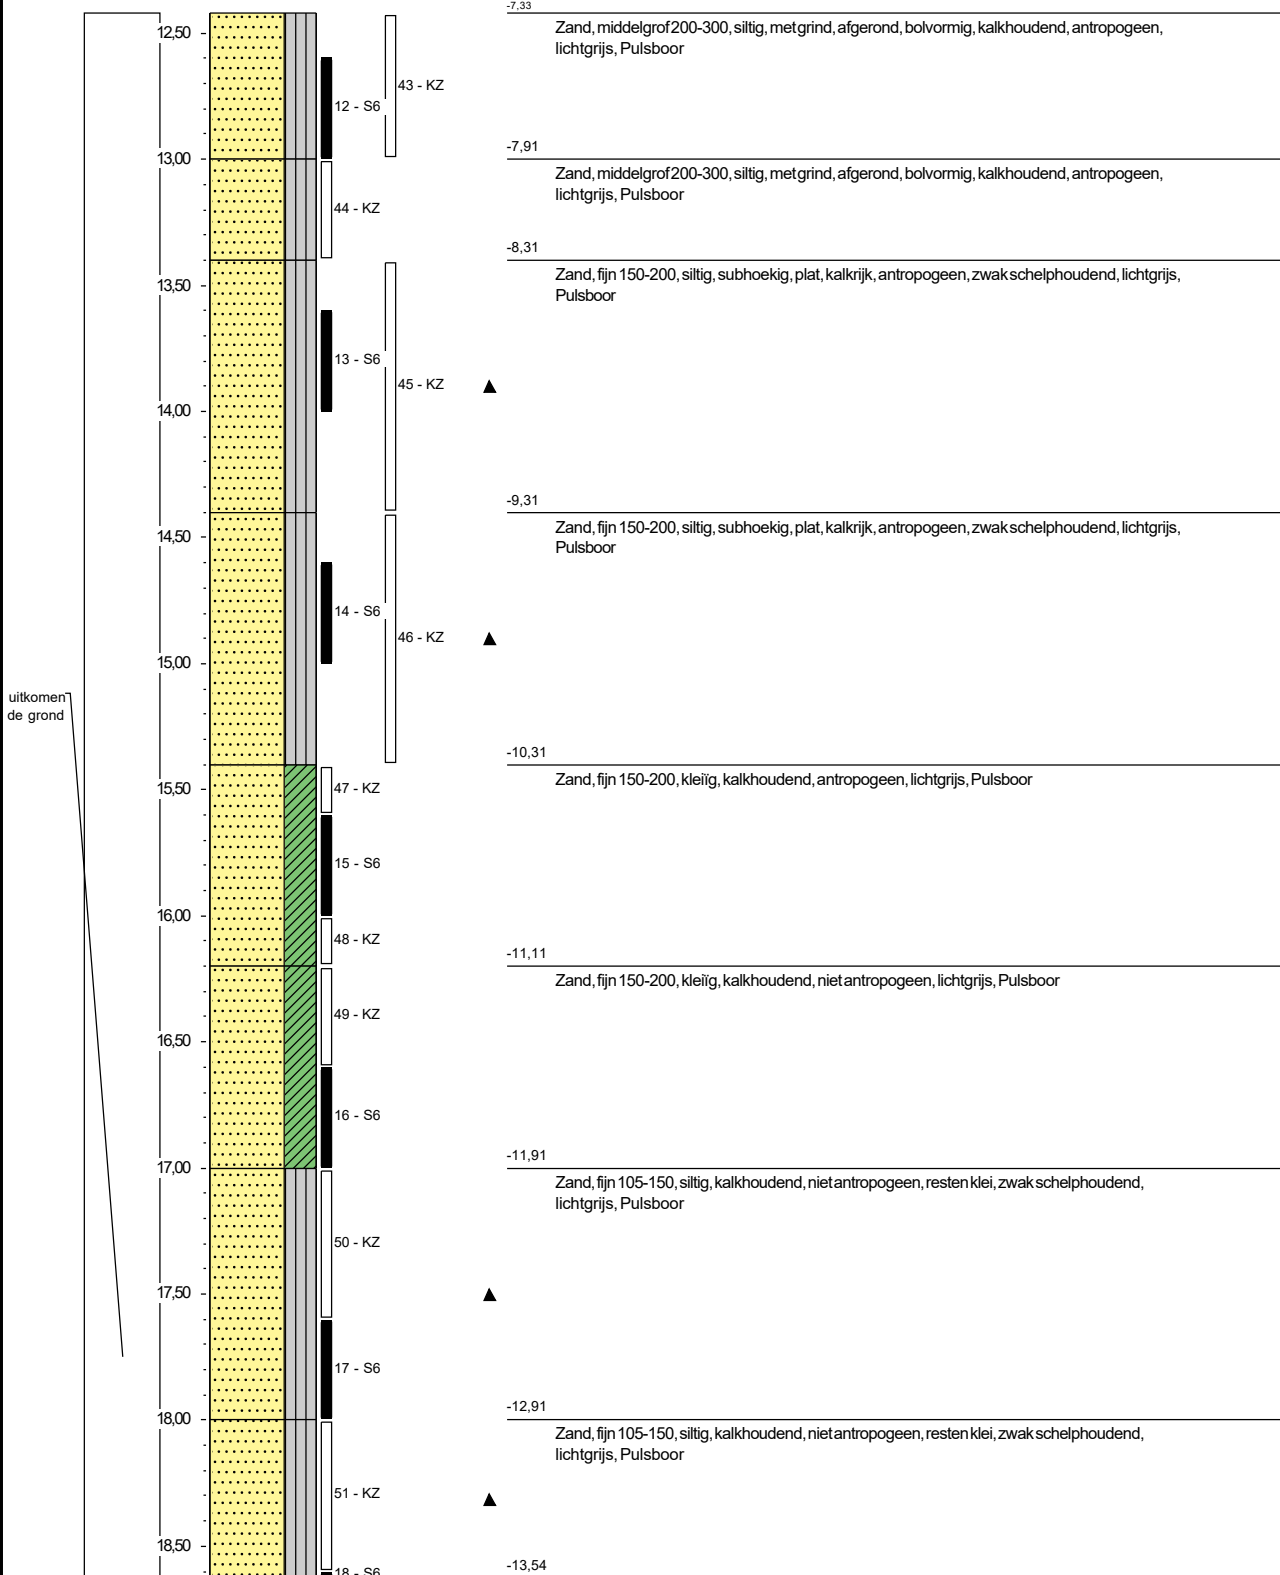 -7,33
12,50
Zand, middelgrof 200-300, siltig, met grind, afgerond, bolvormig, kalkhoudend, antropogeen,
lichtgrijs, Pulsboor
43 - KZ
12 - S6
-7,91
13,00
Zand, middelgrof 200-300, siltig, met grind, afgerond, bolvormig, kalkhoudend, antropogeen,
lichtgrijs, Pulsboor
44 - KZ
-8,31
13,50
Zand, fijn 150-200, siltig, subhoekig, plat, kalkrijk, antropogeen, zwak schelphoudend, lichtgrijs,
Pulsboor
13 - S6
45 - KZ
14,00
-9,31
14,50
Zand, fijn 150-200, siltig, subhoekig, plat, kalkrijk, antropogeen, zwak schelphoudend, lichtgrijs,
Pulsboor
14 - S6
46 - KZ
15,00
uitkomen
de grond
-10,31
15,50
Zand, fijn 150-200, kleiïg, kalkhoudend, antropogeen, lichtgrijs, Pulsboor
47 - KZ
15 - S6
16,00
48 - KZ
-11,11
Zand, fijn 150-200, kleiïg, kalkhoudend, niet antropogeen, lichtgrijs, Pulsboor
49 - KZ
16,50
16 - S6
-11,91
17,00
Zand, fijn 105-150, siltig, kalkhoudend, niet antropogeen, resten klei, zwak schelphoudend,
lichtgrijs, Pulsboor
50 - KZ
17,50
17 - S6
-12,91
18,00
Zand, fijn 105-150, siltig, kalkhoudend, niet antropogeen, resten klei, zwak schelphoudend,
lichtgrijs, Pulsboor
51 - KZ
18,50
-13,54
18 - S6